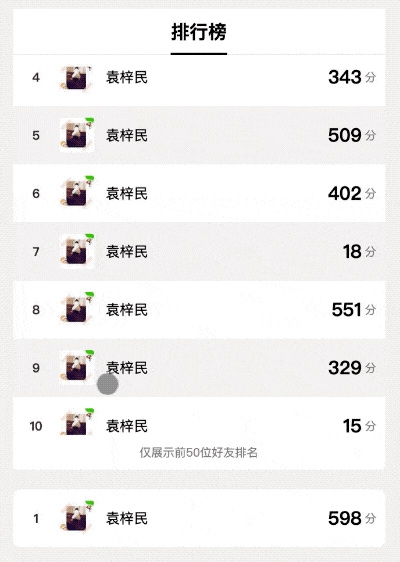 排行榜
4 袁梓民 343 分
5 袁梓民 509 分
6 袁梓民 402 分
7 袁梓民 18 分
8 袁梓民 551 分
9 袁梓民 329 分
10 袁梓民 15 分
仅展示前50位好友排名
1 袁梓民 598 分